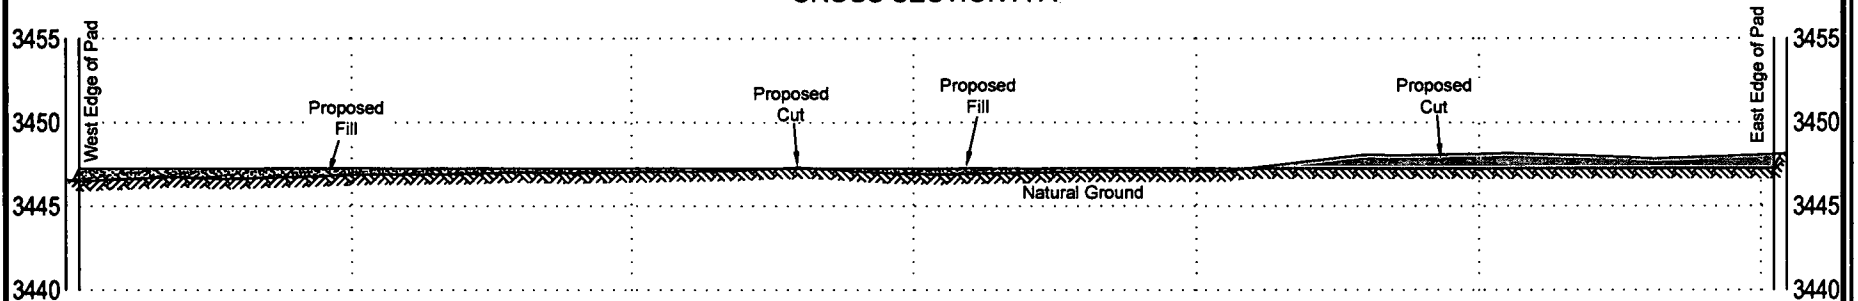 3455
West Edge of Pad
East Edge of Pad
3455
Proposed
Fill
Proposed
Cut
Proposed
Fill
Proposed
Cut
3450
3450
Natural Ground
3445
3445
3440
3440